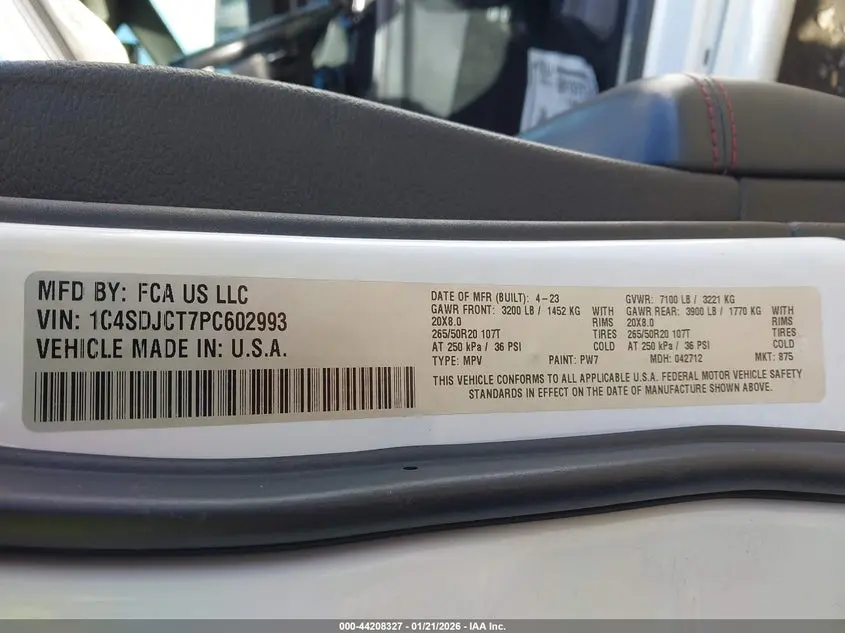 MFD BY: FCA US LLC
VIN: 1C4SDJCT7PC602993
VEHICLE MADE IN: U.S.A.
DATE OF MFR (BUILT): 4-23 GVWR: 7100 LB / 3221 KG
GAWR FRONT: 3200 LB / 1452 KG WITH GAWR REAR: 3900 LB / 1770 KG WITH
20X8.0 RIMS 20X8.0 RIMS
265/50R20 107T TIRES 265/50R20 107T TIRES
AT 250 kPa / 36 PSI COLD AT 250 kPa / 36 PSI COLD
TYPE: MPV PAINT: PW7 MDH: 042712 MKT: 875
THIS VEHICLE CONFORMS TO ALL APPLICABLE U.S.A. FEDERAL MOTOR VEHICLE SAFETY
STANDARDS IN EFFECT ON THE DATE OF MANUFACTURE SHOWN ABOVE.
000-44208327 - 01/21/2026 - IAA Inc.